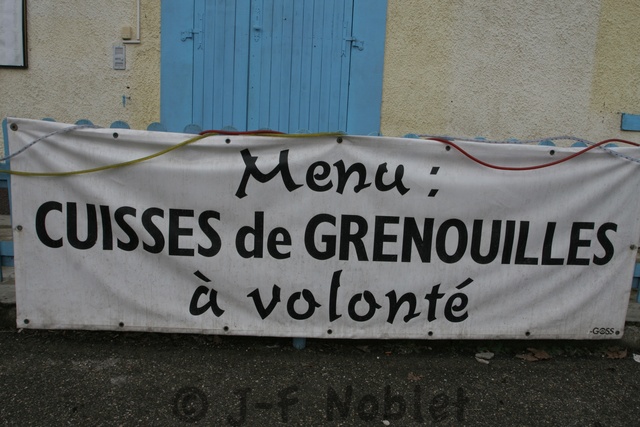 Menu :
CUISSES de GRENOUILLES
à volonté
-GOSS
© J-F Noblet